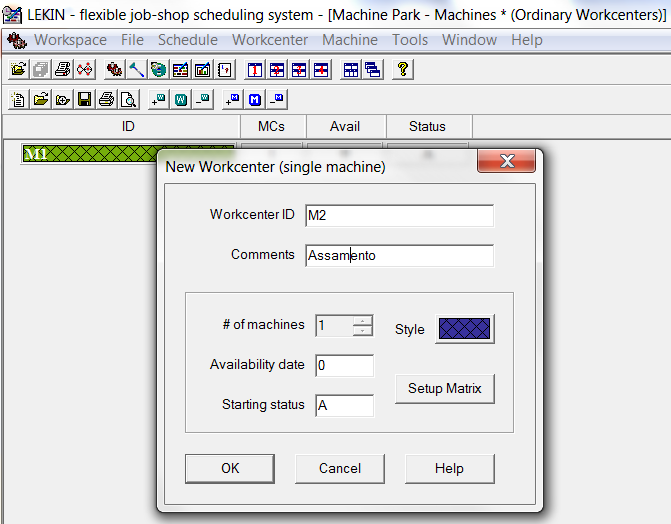 LEKIN - flexible job-shop scheduling system - [Machine Park - Machines * (Ordinary Workcenters)]
Workspace File Schedule Workcenter Machine Tools Window Help
ID MCs Avail Status
M1
New Workcenter (single machine)
Workcenter ID M2
Comments Assamento
# of machines 1 Style
Availability date 0
Setup Matrix
Starting status A
OK Cancel Help